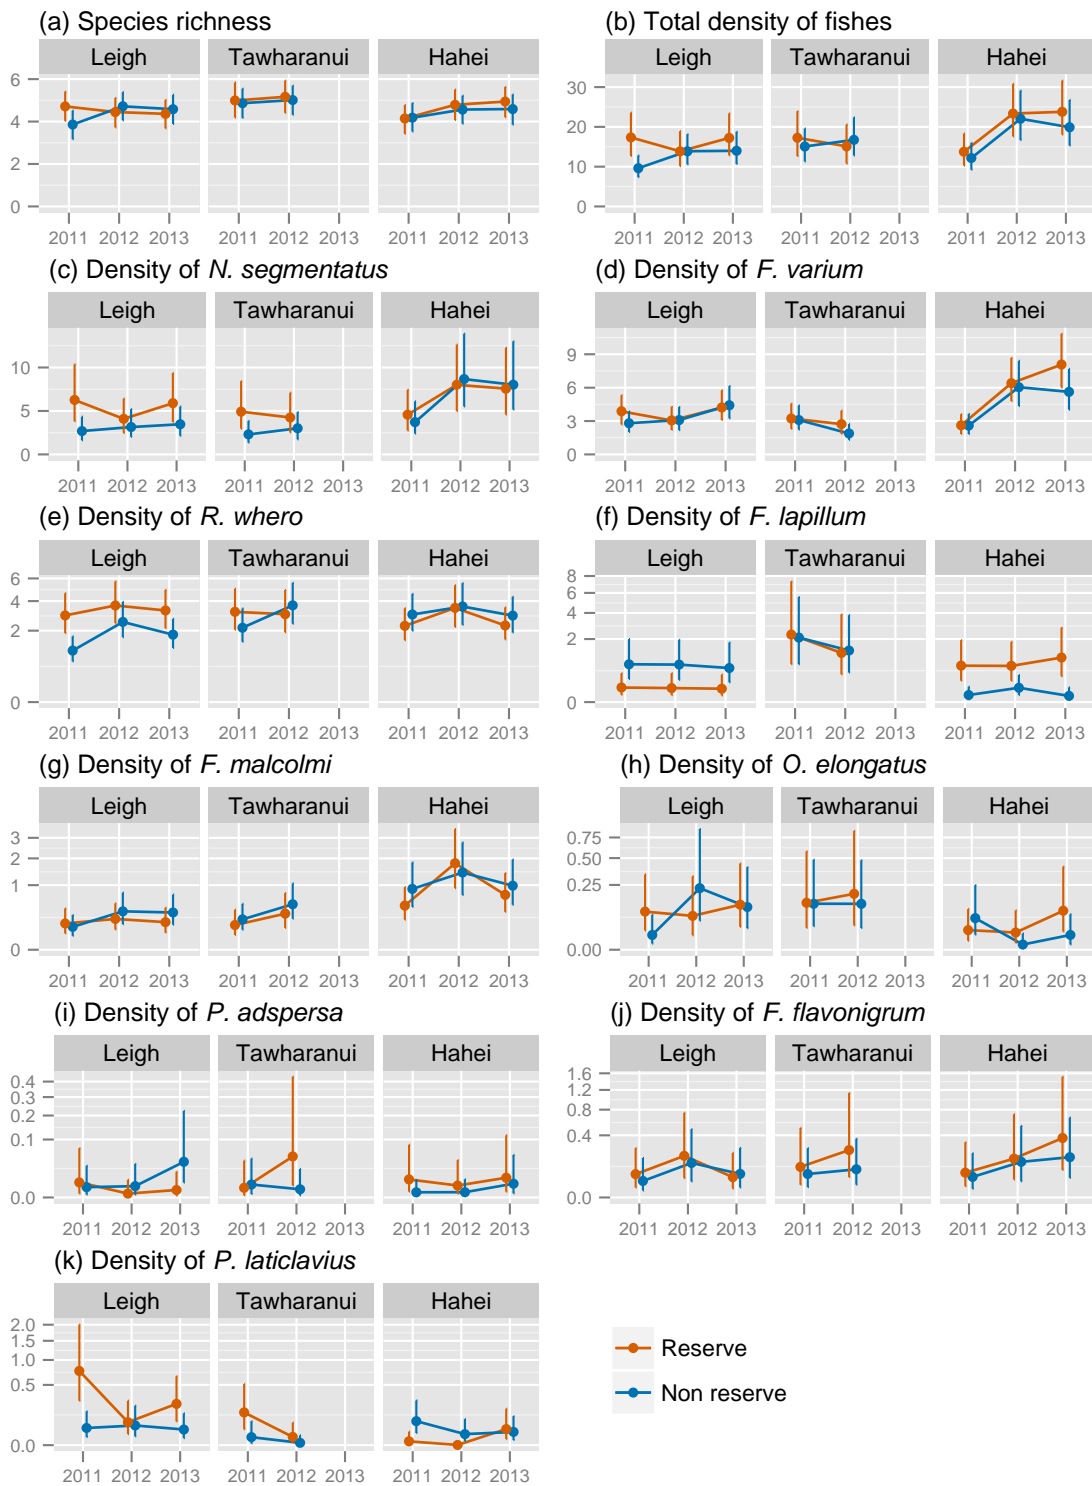 (a) Species richness
Leigh Tawharanui Hahei
6
4
2
0
2011 2012 2013 2011 2012 2013 2011 2012 2013
(b) Total density of fishes
Leigh Tawharanui Hahei
30
20
10
0
2011 2012 2013 2011 2012 2013 2011 2012 2013
(c) Density of N. segmentatus
Leigh Tawharanui Hahei
10
5
0
2011 2012 2013 2011 2012 2013 2011 2012 2013
(d) Density of F. varium
Leigh Tawharanui Hahei
9
6
3
0
2011 2012 2013 2011 2012 2013 2011 2012 2013
(e) Density of R. whero
Leigh Tawharanui Hahei
6
4
2
0
2011 2012 2013 2011 2012 2013 2011 2012 2013
(f) Density of F. lapillum
Leigh Tawharanui Hahei
8
6
4
2
0
2011 2012 2013 2011 2012 2013 2011 2012 2013
(g) Density of F. malcolmi
Leigh Tawharanui Hahei
3
2
1
0
2011 2012 2013 2011 2012 2013 2011 2012 2013
(h) Density of O. elongatus
Leigh Tawharanui Hahei
0.75
0.50
0.25
0.00
2011 2012 2013 2011 2012 2013 2011 2012 2013
(i) Density of P. adspersa
Leigh Tawharanui Hahei
0.4
0.3
0.2
0.1
0.0
2011 2012 2013 2011 2012 2013 2011 2012 2013
(j) Density of F. flavonigrum
Leigh Tawharanui Hahei
1.6
1.2
0.8
0.4
0.0
2011 2012 2013 2011 2012 2013 2011 2012 2013
(k) Density of P. laticlavius
Leigh Tawharanui Hahei
2.0
1.5
1.0
0.5
0.0
2011 2012 2013 2011 2012 2013 2011 2012 2013
Reserve
Non reserve